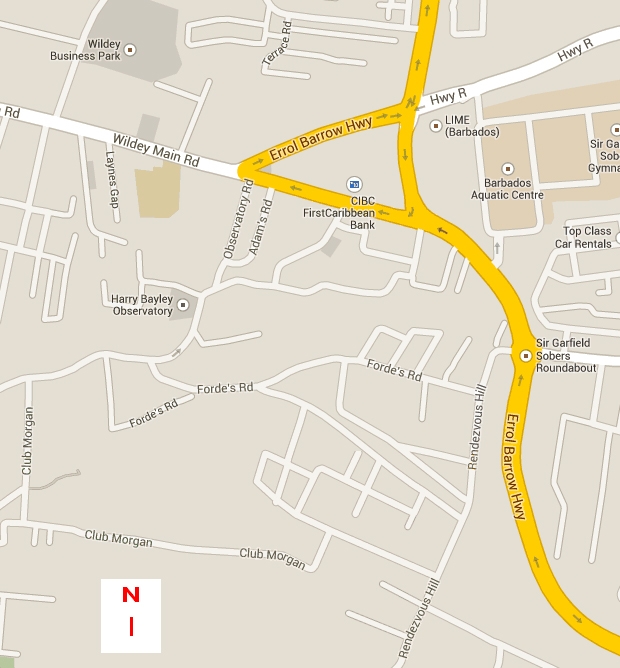 Wildey
Business Park
Terrace Rd
Hwy R
Hwy R
Rd
LIME
(Barbados)
Sir Ga
Sob
Gymna
Errol Barrow Hwy
Wildey Main Rd
Laynes Gap
Barbados
Aquatic Centre
Observatory Rd
Adam's Rd
CIBC
FirstCaribbean
Bank
Top Class
Car Rentals
Harry Bayley
Observatory
Sir Garfield
Sobers
Roundabout
Forde's Rd
Forde's Rd
Forde's Rd
Club Morgan
Rendezvous Hill
Errol Barrow Hwy
Club Morgan
Club Morgan
Rendezvous Hill
N